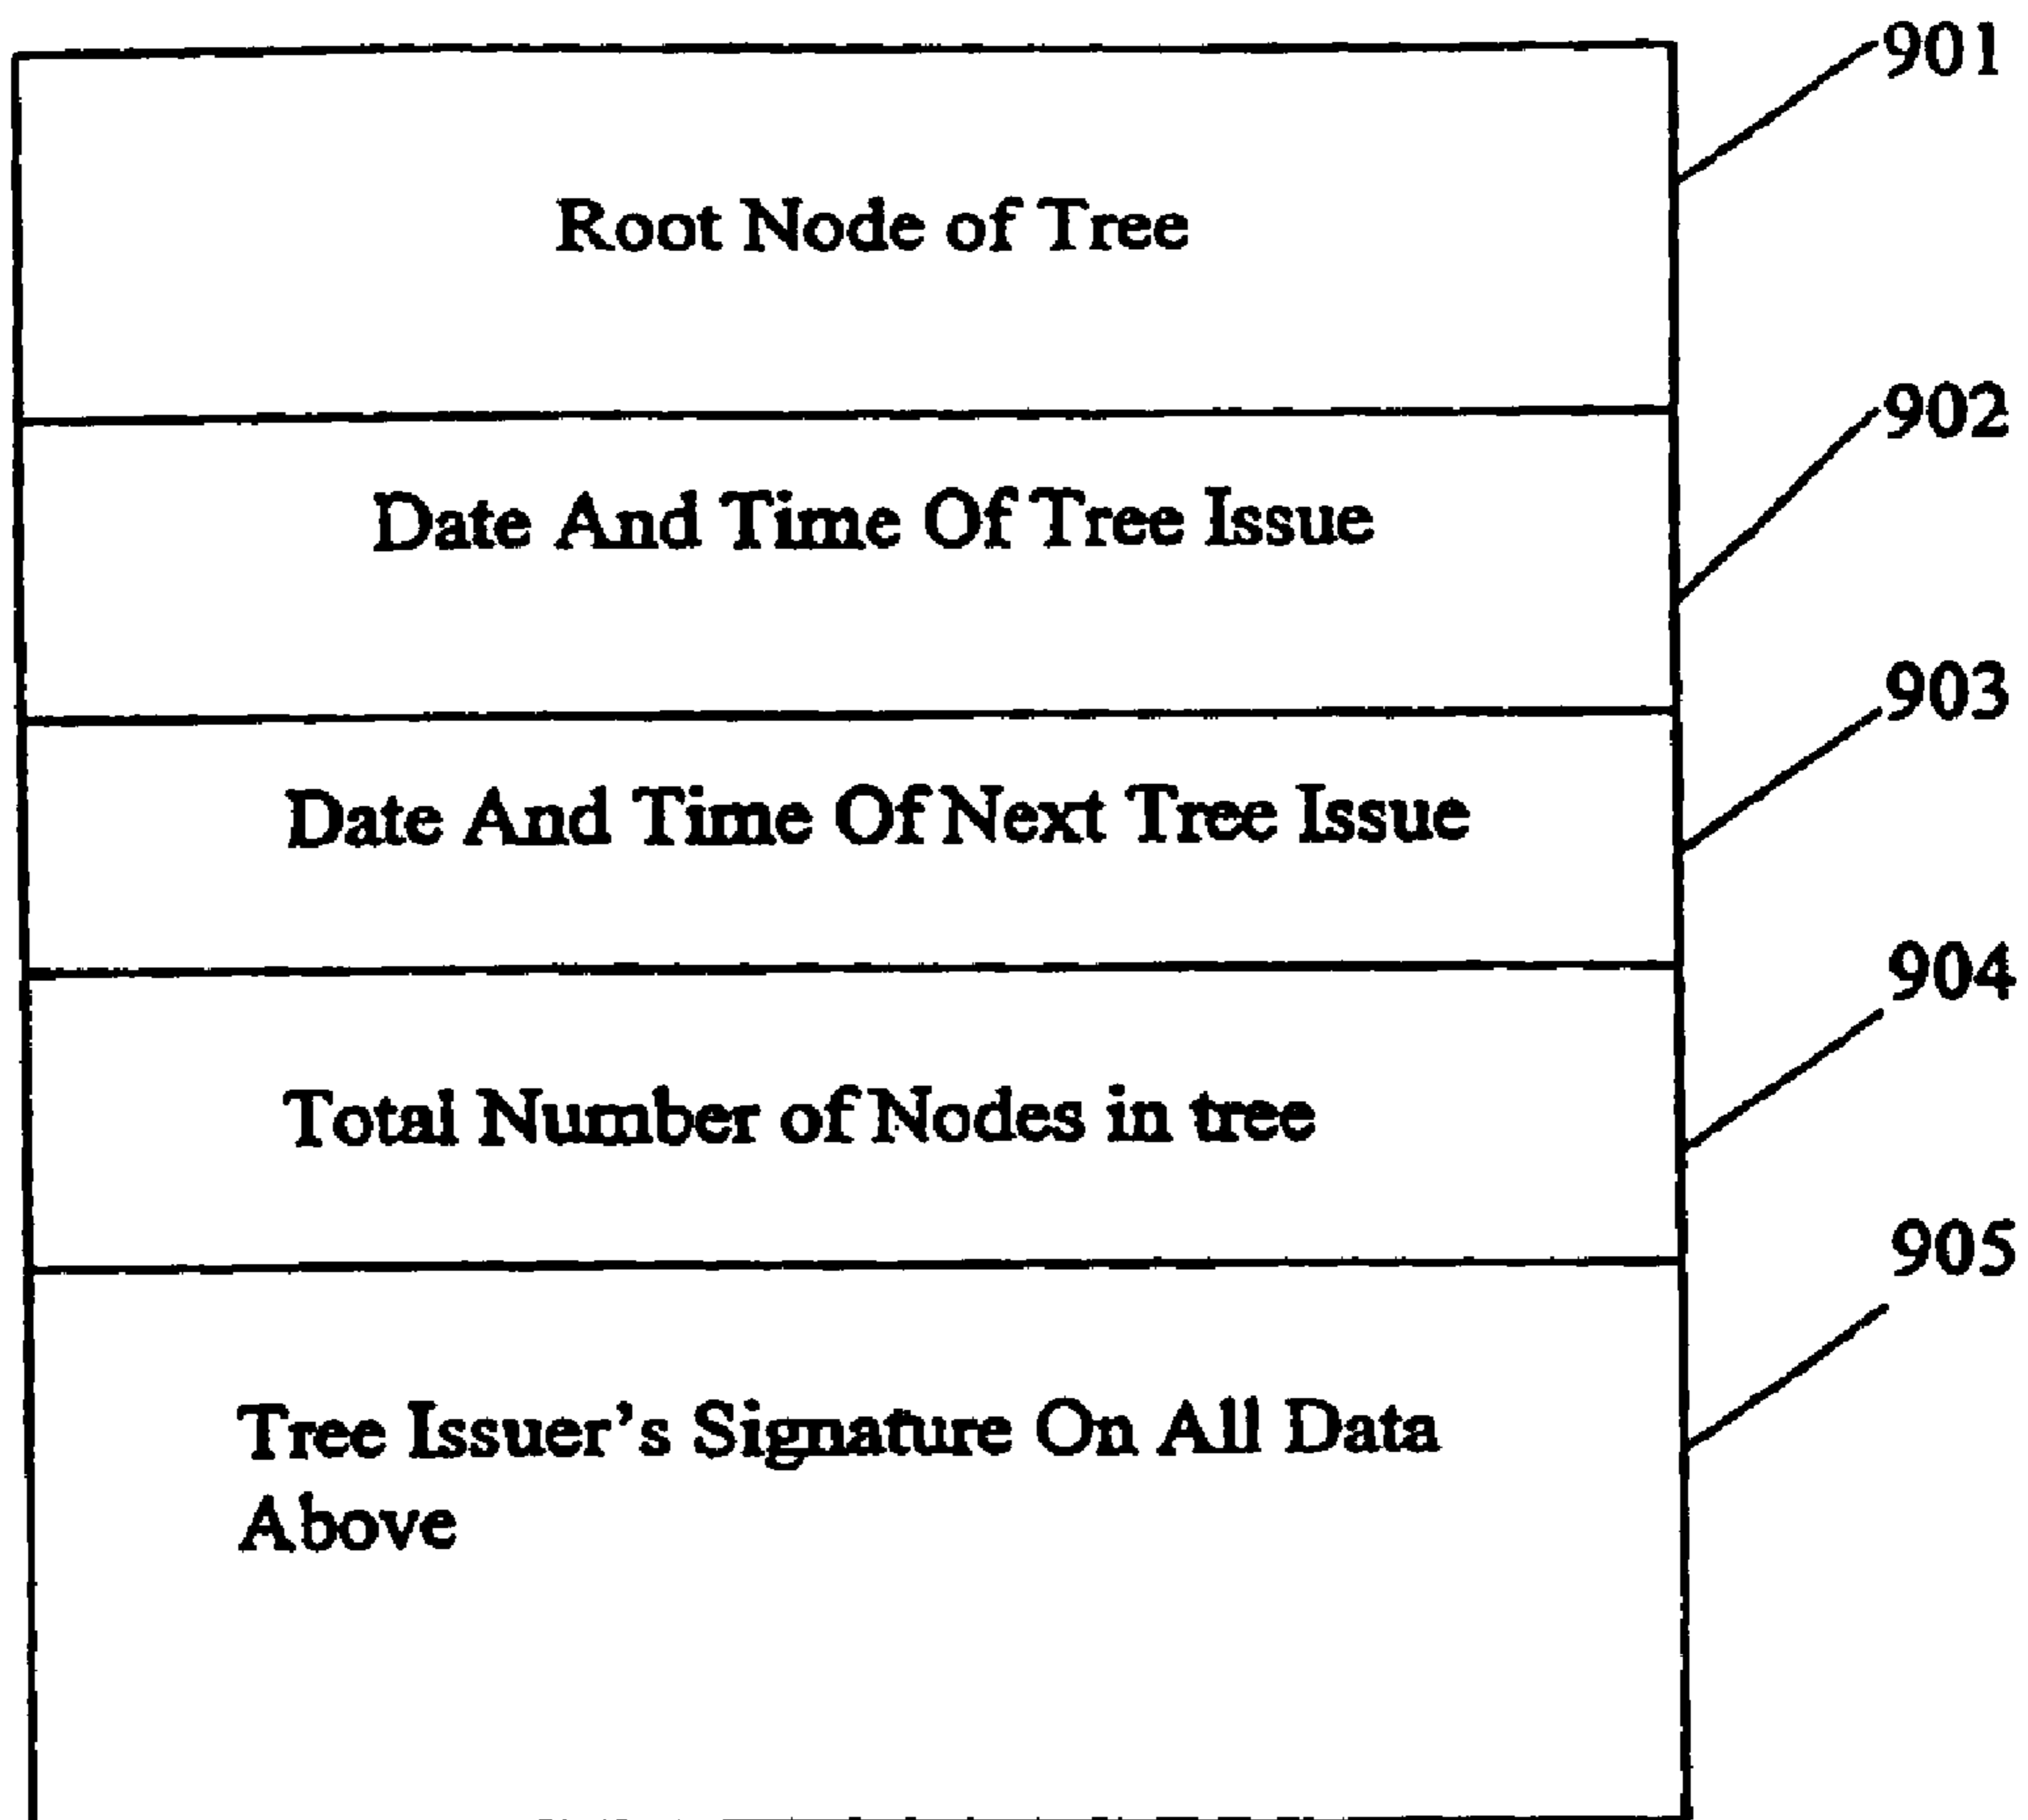 901
Root Node of Tree
902
Date And Time Of Tree Issue
903
Date And Time Of Next Tree Issue
904
Total Number of Nodes in tree
905
Tree Issuer's Signature On All Data
Above